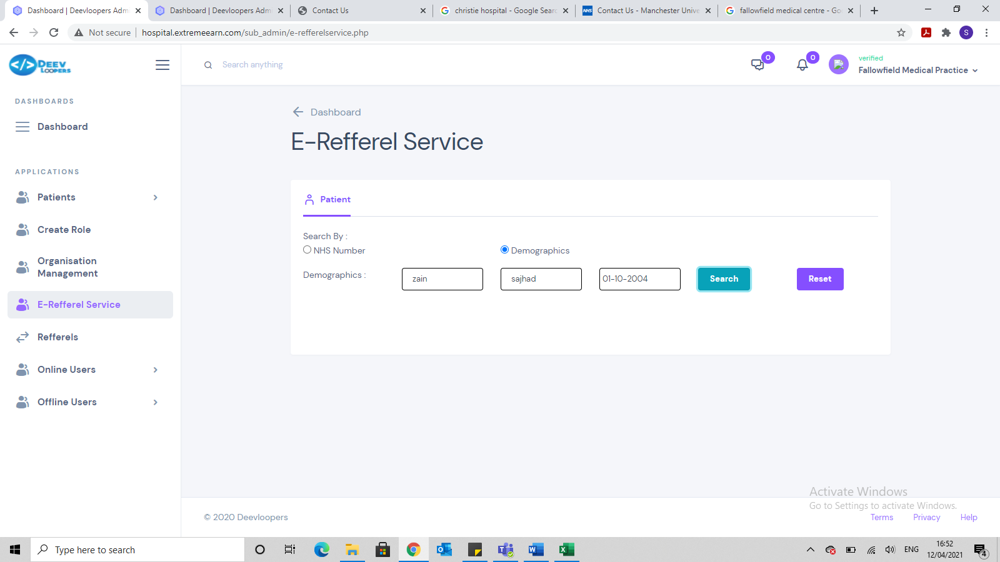 Dashboard | Deevloopers Adm
Dashboard | Deevloopers Adm
Contact Us
christie hospital - Google Sear
NHS
Contact Us - Manchester Unive
fallowfield medical centre - Go
Not secure
hospital.extremeearn.com/sub_admin/e-refferelservice.php
S
</> DEEV
LOOPERS
Search anything
0
0
verified
Fallowfield Medical Practice
DASHBOARDS
Dashboard
APPLICATIONS
Patients
Create Role
Organisation
Management
E-Refferel Service
Refferels
Online Users
Offline Users
Dashboard
E-Refferel Service
Patient
Search By :
NHS Number
Demographics
Demographics :
zain
sajhad
01-10-2004
Search
Reset
Activate Windows
Go to Settings to activate Windows.
© 2020 Deevloopers
Terms
Privacy
Help
Type here to search
ENG
16:52
12/04/2021
4